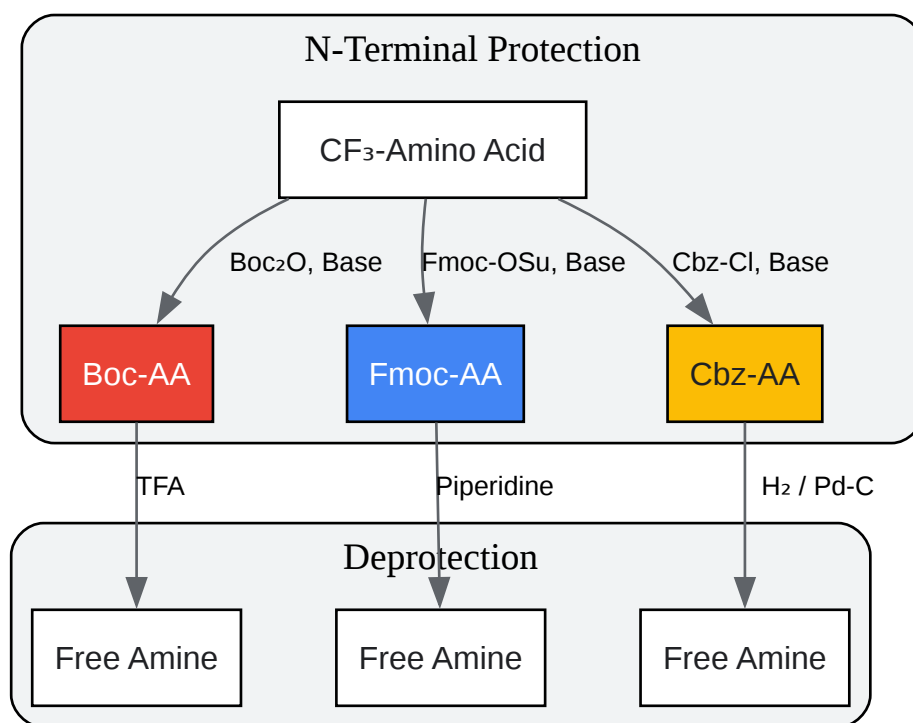 N-Terminal Protection
CF₃-Amino Acid
Boc₂O, Base
Fmoc-OSu, Base
Cbz-Cl, Base
Boc-AA
Fmoc-AA
Cbz-AA
TFA
Piperidine
H₂ / Pd-C
Deprotection
Free Amine
Free Amine
Free Amine